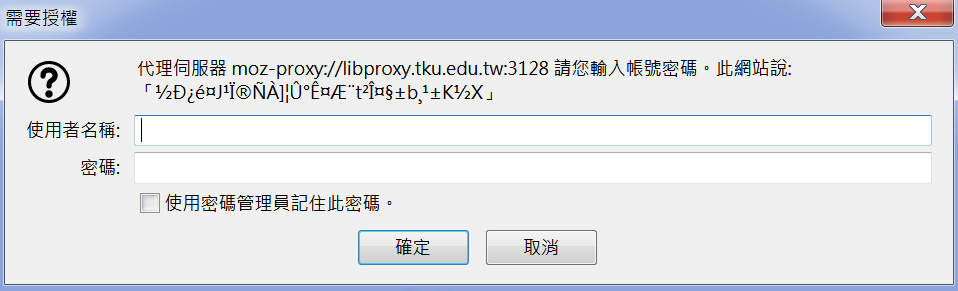 需要授權
代理伺服器 moz-proxy://libproxy.tku.edu.tw:3128 請您輸入帳號密碼。此網站說:
「½Ð¿é¤J¹Ï®ÑÀ]¦Û°Ê¤Æ¨t²Î¤§±b¸¹±K½X」
使用者名稱:
密碼:
使用密碼管理員記住此密碼。
確定
取消